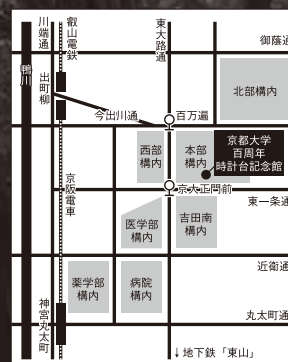 川端通
叡山電鉄
東大路通
御蔭通
鴨川
出町柳
北部構内
今出川通
百万遍
西部
構内
本部
構内
京都大学
百周年
時計台記念館
京大正門前
京阪電車
東一条通
医学部
構内
吉田南
構内
近衛通
薬学部
構内
病院
構内
神宮丸太町
丸太町通
↓地下鉄「東山」